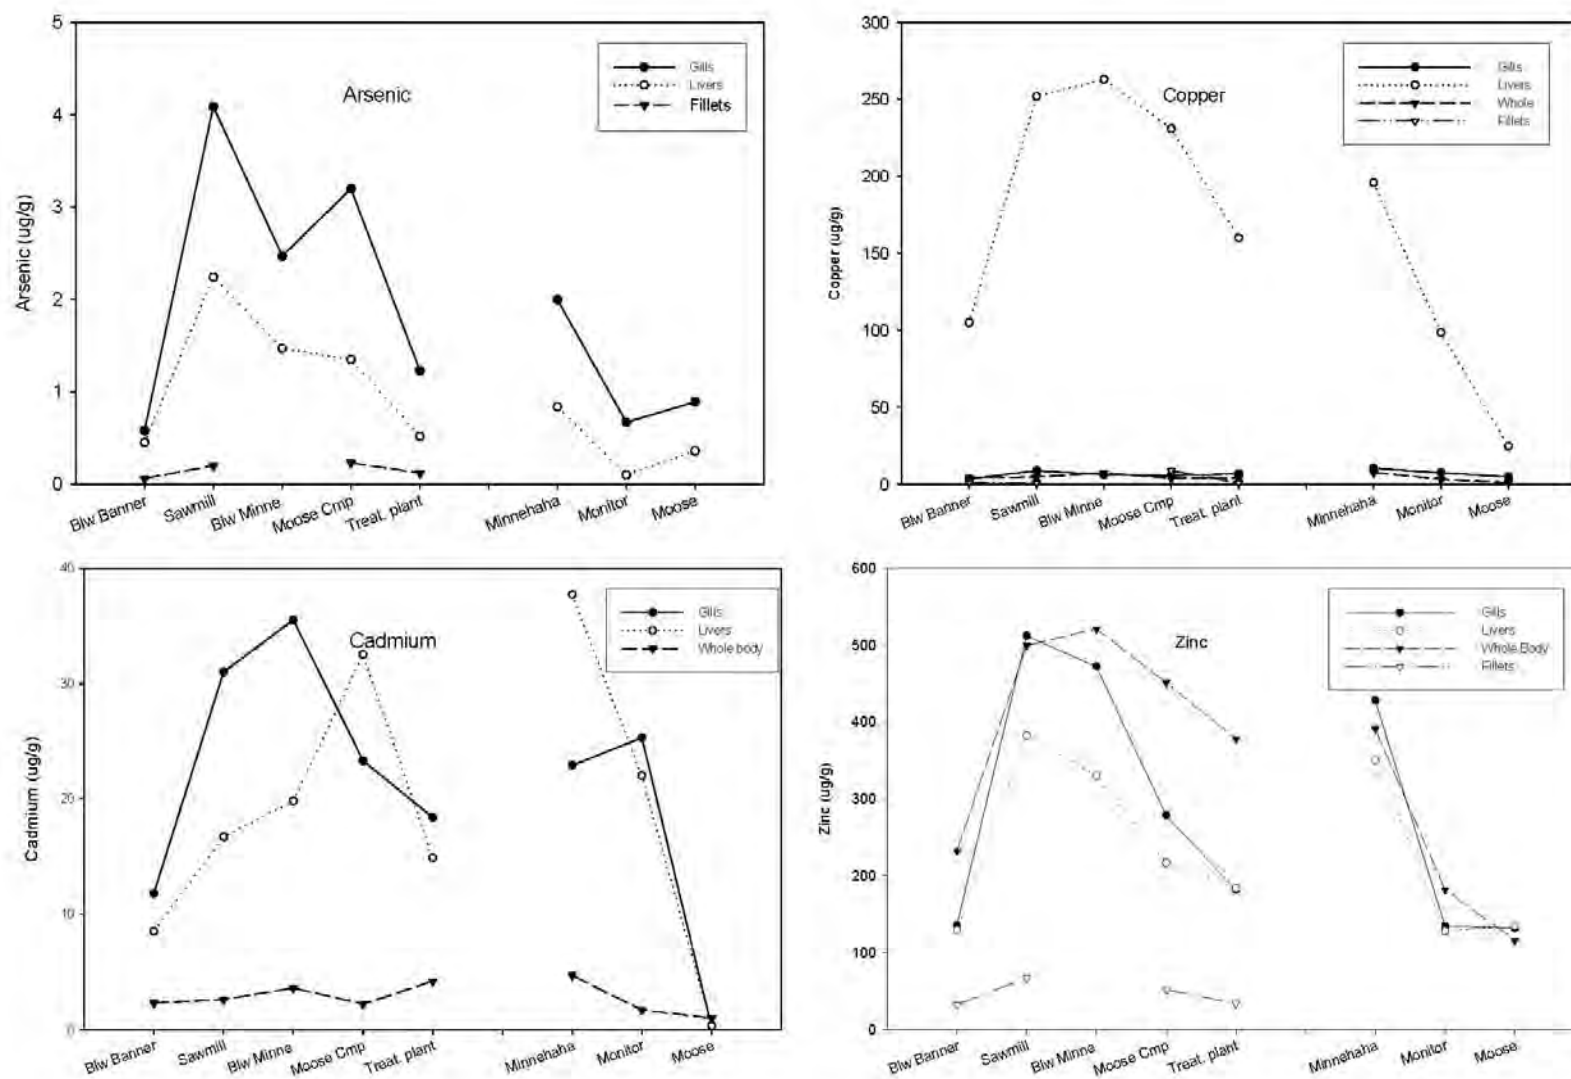 Arsenic
Arsenic (ug/g)
5
4
3
2
1
0
Gills
Livers
Fillets
Blw Banner
Sawmill
Blw Minne
Moose Cmp
Treat. plant
Minnehaha
Monitor
Moose
Copper
Copper (ug/g)
300
250
200
150
100
50
0
Gills
Livers
Whole
Fillets
Blw Banner
Sawmill
Blw Minne
Moose Cmp
Treat. plant
Minnehaha
Monitor
Moose
Cadmium
Cadmium (ug/g)
40
30
20
10
0
Gills
Livers
Whole body
Blw Banner
Sawmill
Blw Minne
Moose Cmp
Treat. plant
Minnehaha
Monitor
Moose
Zinc
Zinc (ug/g)
600
500
400
300
200
100
0
Gills
Livers
Whole Body
Fillets
Blw Banner
Sawmill
Blw Minne
Moose Cmp
Treat. plant
Minnehaha
Monitor
Moose